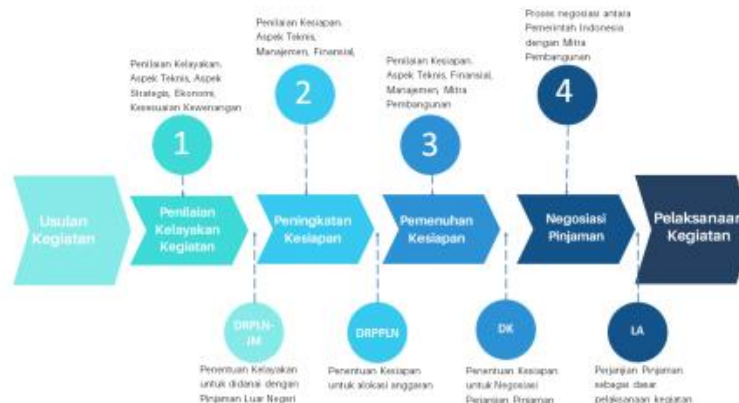 Penilaian Kelayakan.
Aspek Teknis, Aspek
Strategis, Ekonomi,
Kesesuaian Kewenangan
1
Penilaian Kesiapan.
Aspek Teknis,
Manajemen, Finansial,
2
Penilaian Kesiapan.
Aspek Teknis, Finansial,
Manajemen, Mitra
Pembangunan
3
Proses negosiasi antara
Pemerintah Indonesia
dengan Mitra
Pembangunan
4
Usulan
Kegiatan
Penilaian
Kelayakan
Kegiatan
Peningkatan
Kesiapan
Pemenuhan
Kesiapan
Negosiasi
Pinjaman
Pelaksanaan
Kegiatan
DRPLN-
JM
Penentuan Kelayakan
untuk didanai dengan
Pinjaman Luar Negeri
DRPPLN
Penentuan Kesiapan
untuk alokasi anggaran
DK
Penentuan Kesiapan
untuk Negosiasi
Perjanjian Pinjaman
LA
Perjanjian Pinjaman
sebagai dasar
pelaksanaan kegiatan